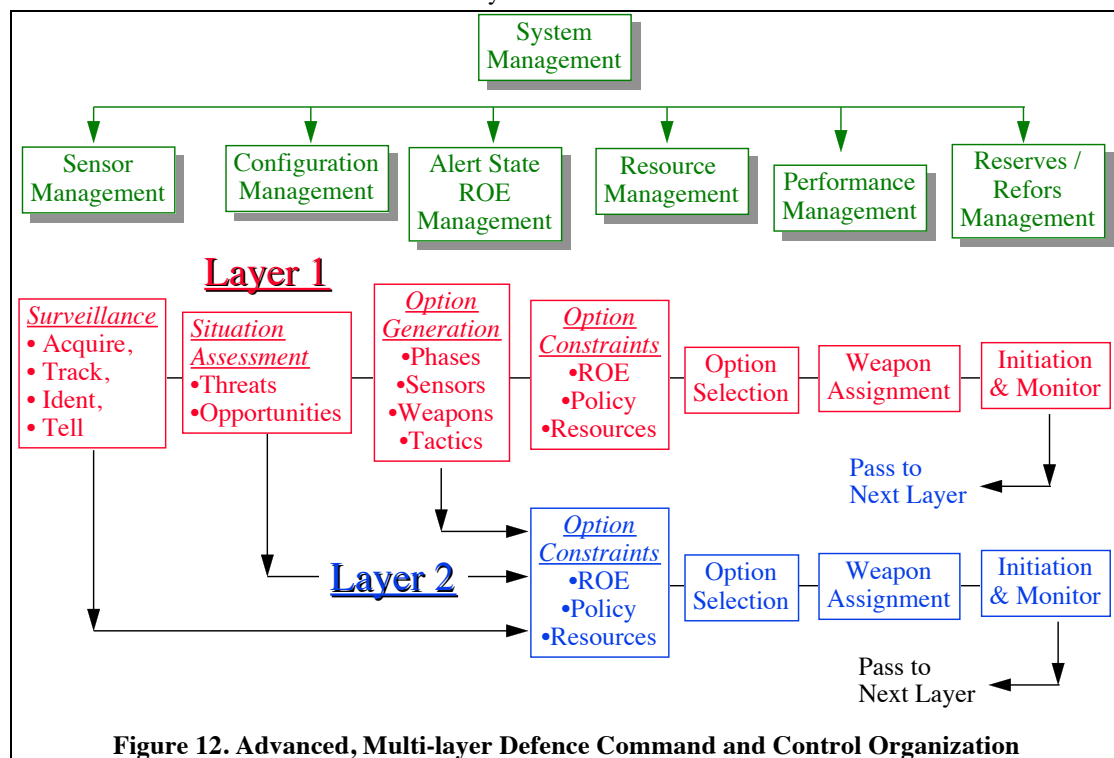 System
Management
Sensor
Management
Configuration
Management
Alert State
ROE
Management
Resource
Management
Performance
Management
Reserves /
Refors
Management
Layer 1
Surveillance
• Acquire,
• Track,
• Ident,
• Tell
Situation
Assessment
•Threats
•Opportunities
Option
Generation
•Phases
•Sensors
•Weapons
•Tactics
Option
Constraints
•ROE
•Policy
•Resources
Option
Selection
Weapon
Assignment
Initiation
& Monitor
Pass to
Next Layer
Layer 2
Option
Constraints
•ROE
•Policy
•Resources
Option
Selection
Weapon
Assignment
Initiation
& Monitor
Pass to
Next Layer
Figure 12. Advanced, Multi-layer Defence Command and Control Organization